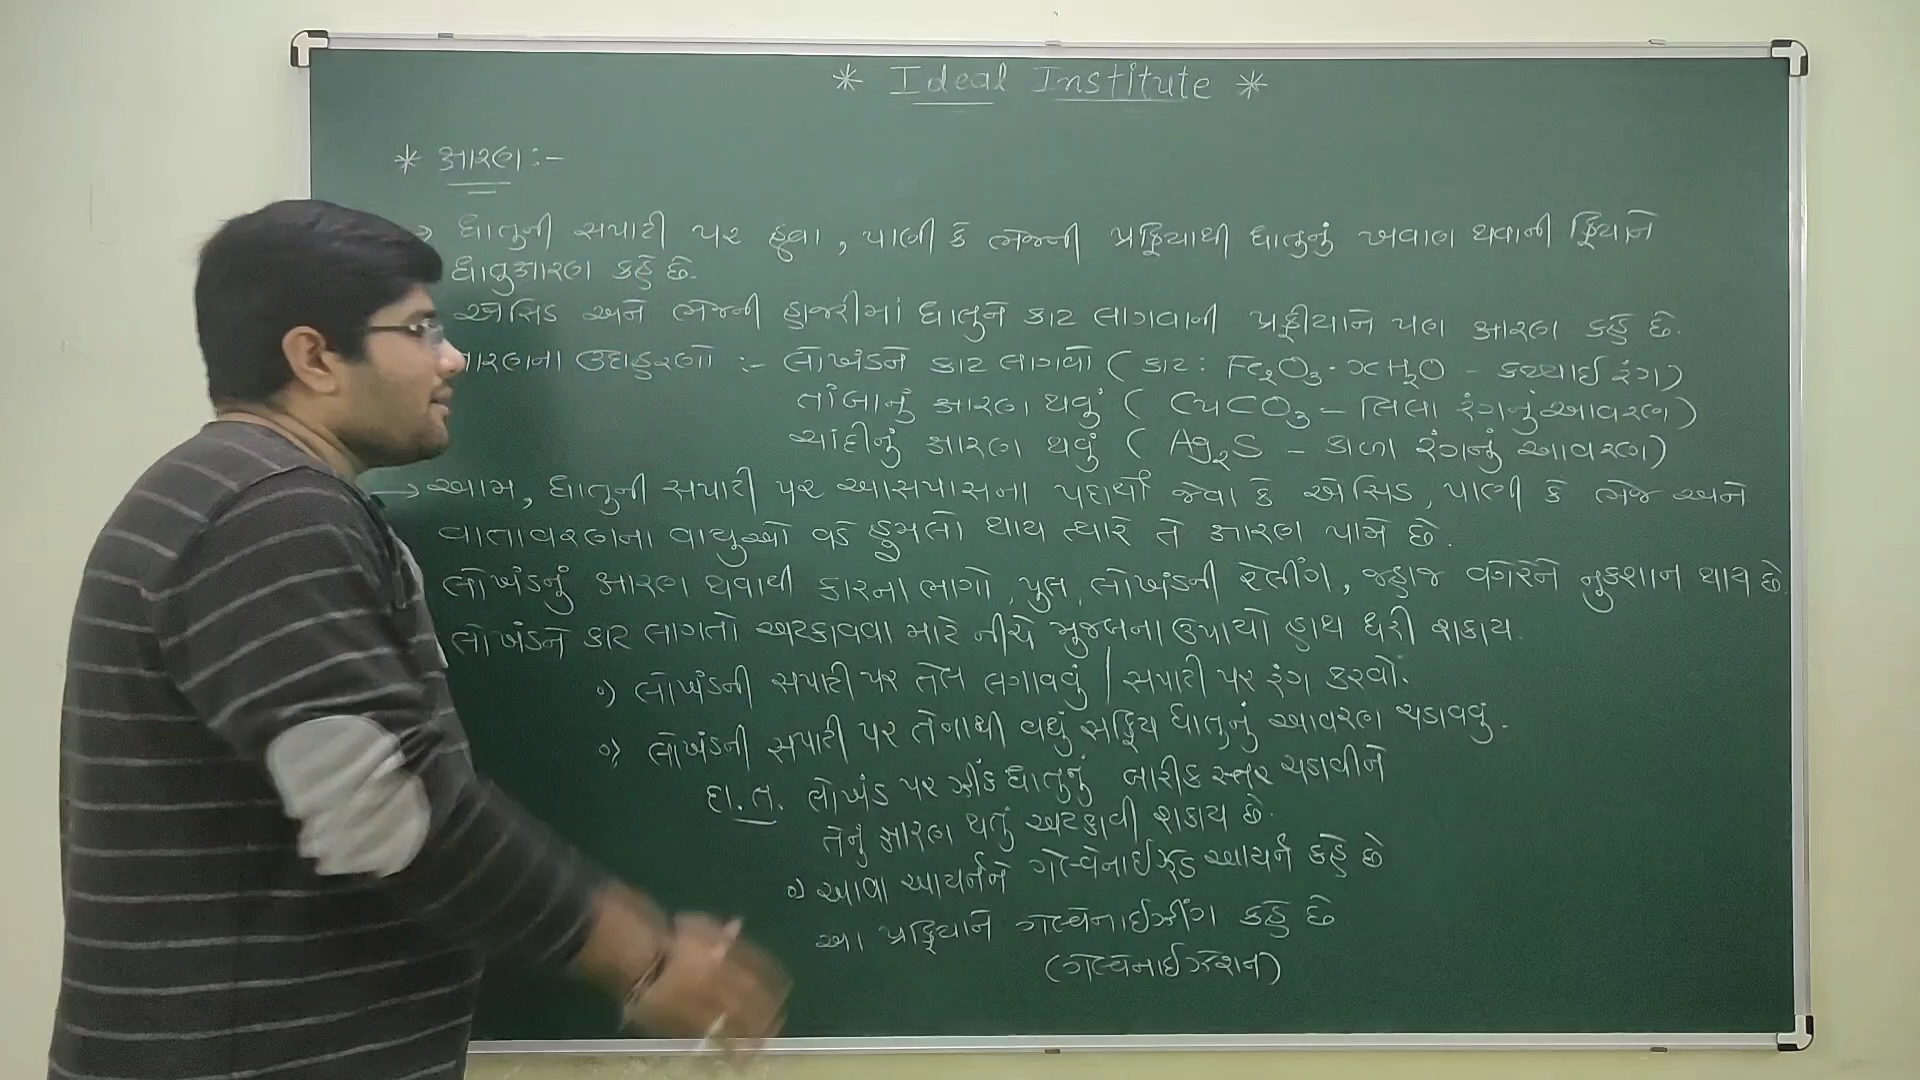 * Ideal Institute *
* ક્ષારણ :-
→ ધાતુની સપાટી પર હવા, પાણી કે ભેજની પ્રક્રિયાથી ધાતુનું ખવાણ થવાની ક્રિયાને
ધાતુક્ષારણ કહે છે.
એસિડ અને ભેજની હાજરીમાં ધાતુને કાટ લાગવાની પ્રક્રીયાને પણ ક્ષારણ કહે છે.
ક્ષારણના ઉદાહરણો :- લોખંડને કાટ લાગવો ( કાટ : Fe₂O₃·xH₂O - કથ્થાઈ રંગ)
તાંબાનું ક્ષારણ થવું ( CuCO₃ – લિલા રંગનું આવરણ )
ચાંદીનું ક્ષારણ થવું ( Ag₂S - કાળા રંગનું આવરણ)
→ આમ, ધાતુની સપાટી પર આસપાસના પદાર્થો જેવા કે એસિડ, પાણી કે ભેજ અને
વાતાવરણના વાયુઓ વડે હુમલો થાય ત્યારે તે ક્ષારણ પામે છે.
લોખંડનું ક્ષારણ થવાથી કારના ભાગો, પુલ, લોખંડની રેલીંગ, જહાજ વગેરેને નુકશાન થાય છે
લોખંડને કાટ લાગતો અટકાવવા માટે નીચે મુજબના ઉપાયો હાથ ધરી શકાય.
૦) લોખંડની સપાટી પર તેલ લગાવવું / સપાટી પર રંગ કરવો.
૦) લોખંડની સપાટી પર તેનાથી વધું સક્રિય ધાતુનું આવરણ ચડાવવું.
દા.ત. લોખંડ પર ઝીંક ધાતુનું બારીક સ્તર ચડાવીને
તેનું ક્ષારણ થતું અટકાવી શકાય છે.
૦) આવા આયર્નને ગેલ્વેનાઈઝ્ડ આયર્ન કહે છે
આ પ્રક્રિયાને ગેલ્વેનાઈઝીંગ કહે છે
(ગેલ્વેનાઈઝેશન)